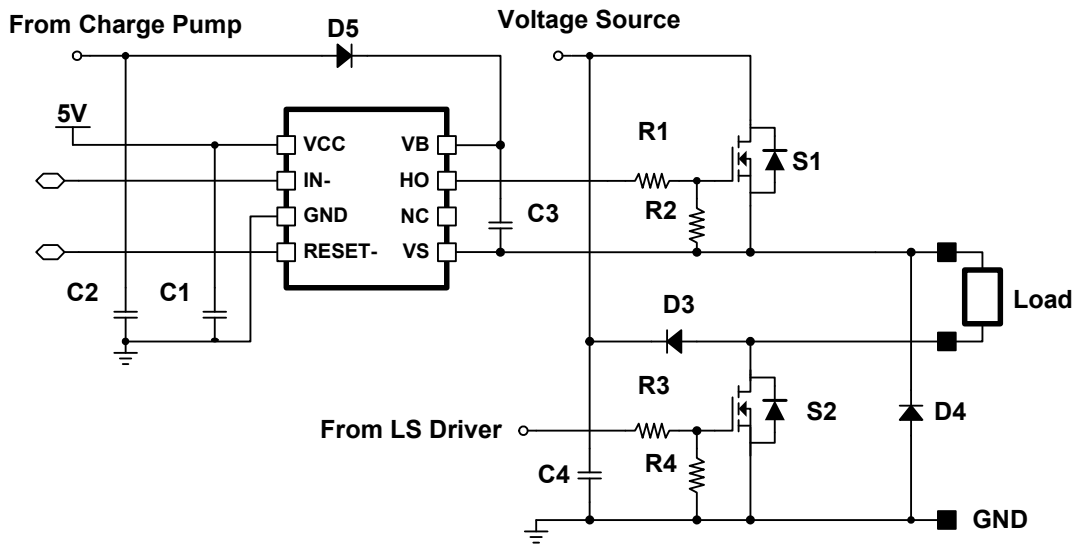 From Charge Pump
D5
Voltage Source
5V
VCC
VB
IN-
HO
GND
NC
RESET-
VS
R1
R2
S1
C3
C2
C1
D3
Load
R3
S2
D4
From LS Driver
R4
C4
GND